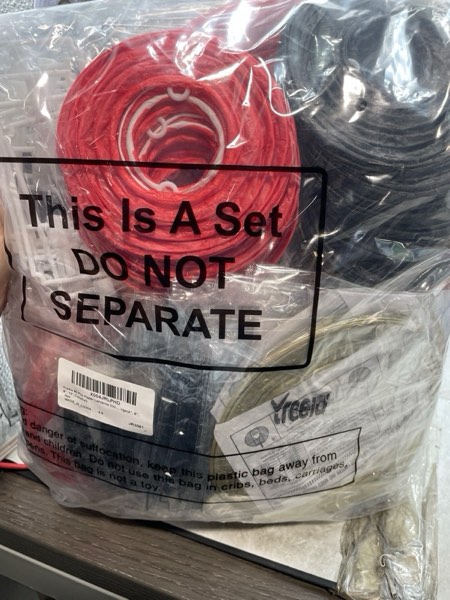 This Is A Set
DO NOT
SEPARATE
Yreeld
danger of suffocation, keep this plastic bag away from
and children. Do not use this bag in cribs, beds, carriages,
pens. This bag is not a toy.